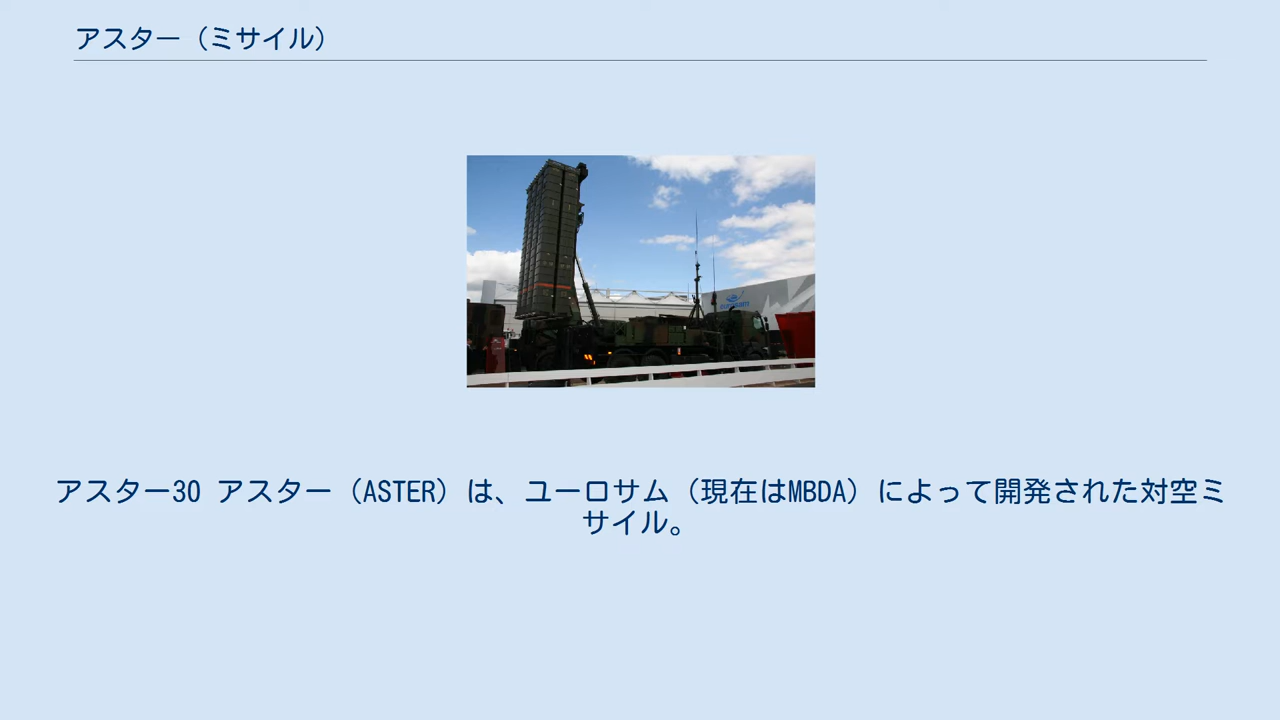 アスター（ミサイル）
アスター30 アスター（ASTER）は、ユーロサム（現在はMBDA）によって開発された対空ミ
サイル。